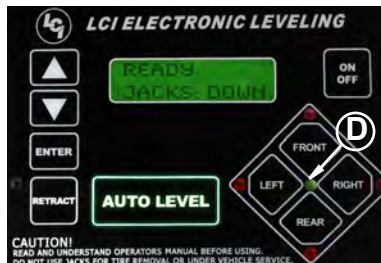 LCI LCI ELECTRONIC LEVELING
READY
JACKS: DOWN
ON
OFF
ENTER
RETRACT
AUTO LEVEL
FRONT
LEFT
RIGHT
REAR
D
CAUTION!
READ AND UNDERSTAND OPERATORS MANUAL BEFORE USING.
DO NOT USE JACKS FOR TIRE REMOVAL OR UNDER VEHICLE SERVICE.